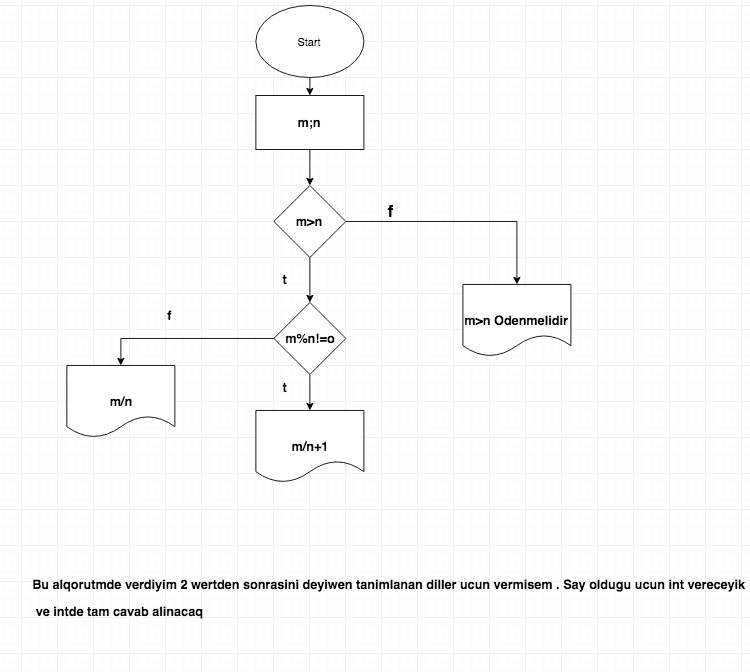 Start
m;n
m>n
f
t
m>n Odenmelidir
f
m%n!=o
m/n
t
m/n+1
Bu alqorutmde verdiyim 2 wertden sonrasini deyiwen tanimlanan diller ucun vermisem . Say oldugu ucun int vereceyik
ve intde tam cavab alinacaq